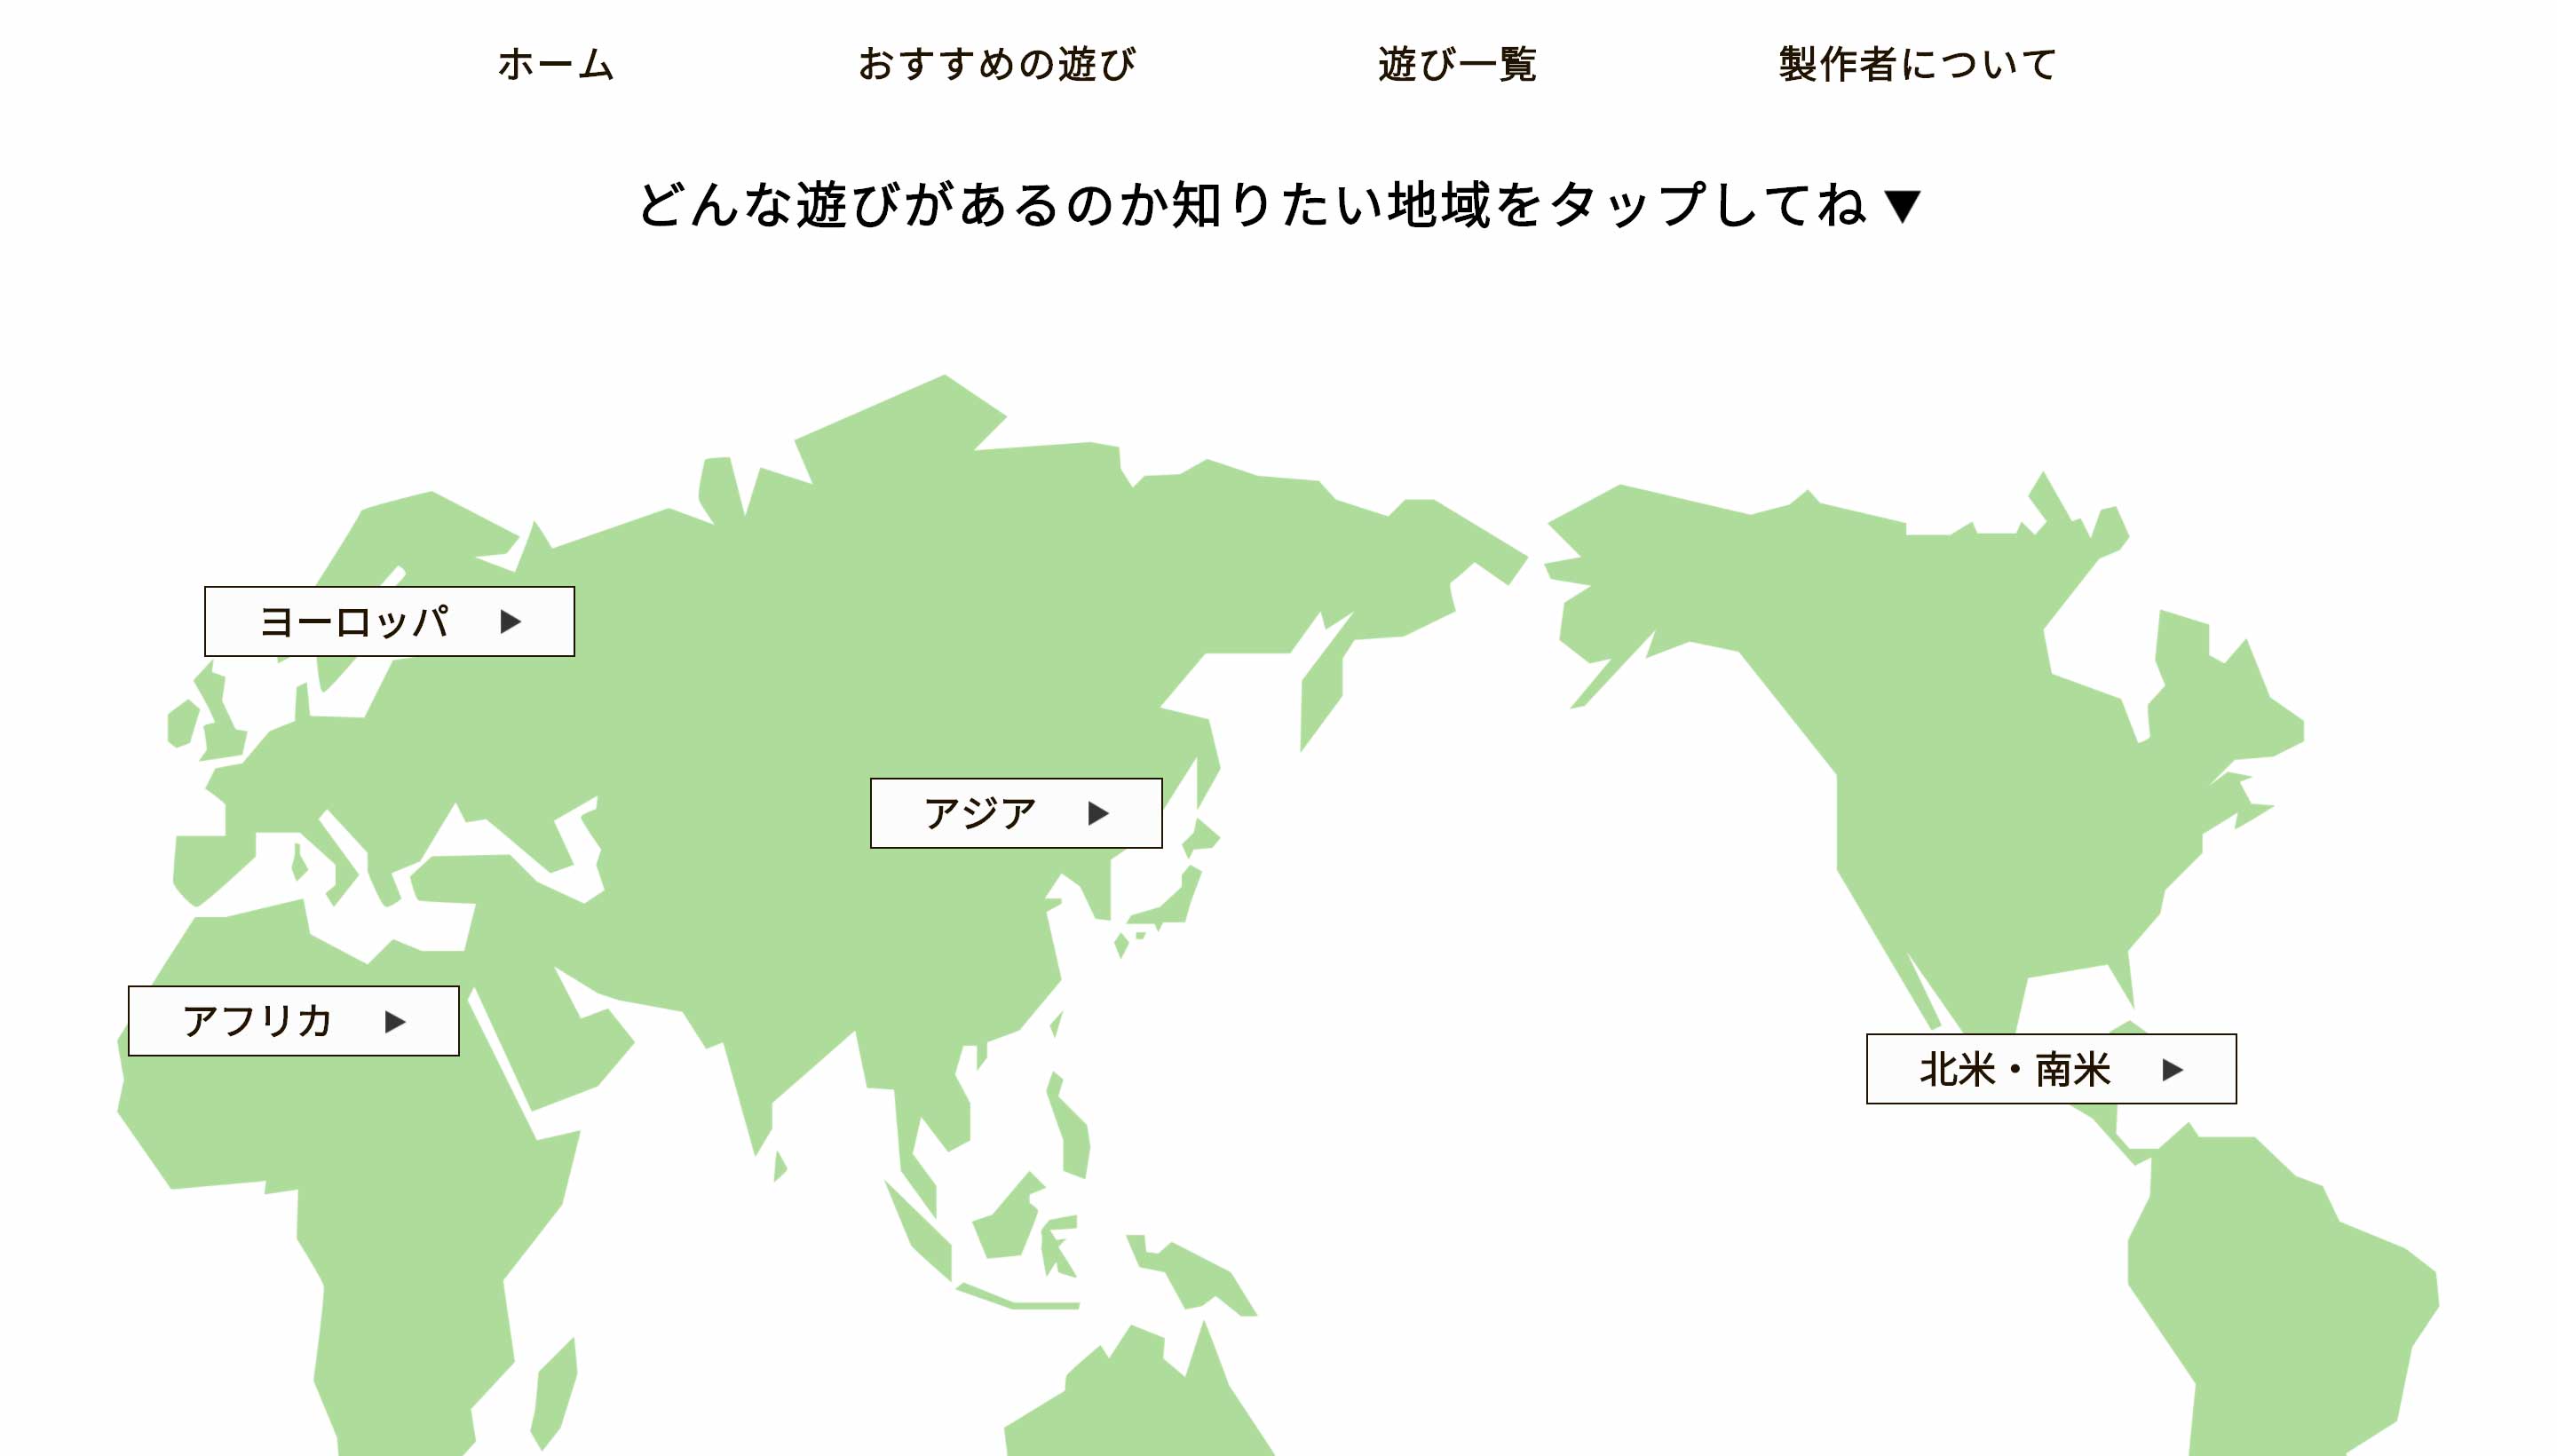 ホーム おすすめの遊び 遊び一覧 製作者について
どんな遊びがあるのか知りたい地域をタップしてね ▼
ヨーロッパ ▶
アジア ▶
アフリカ ▶
北米・南米 ▶